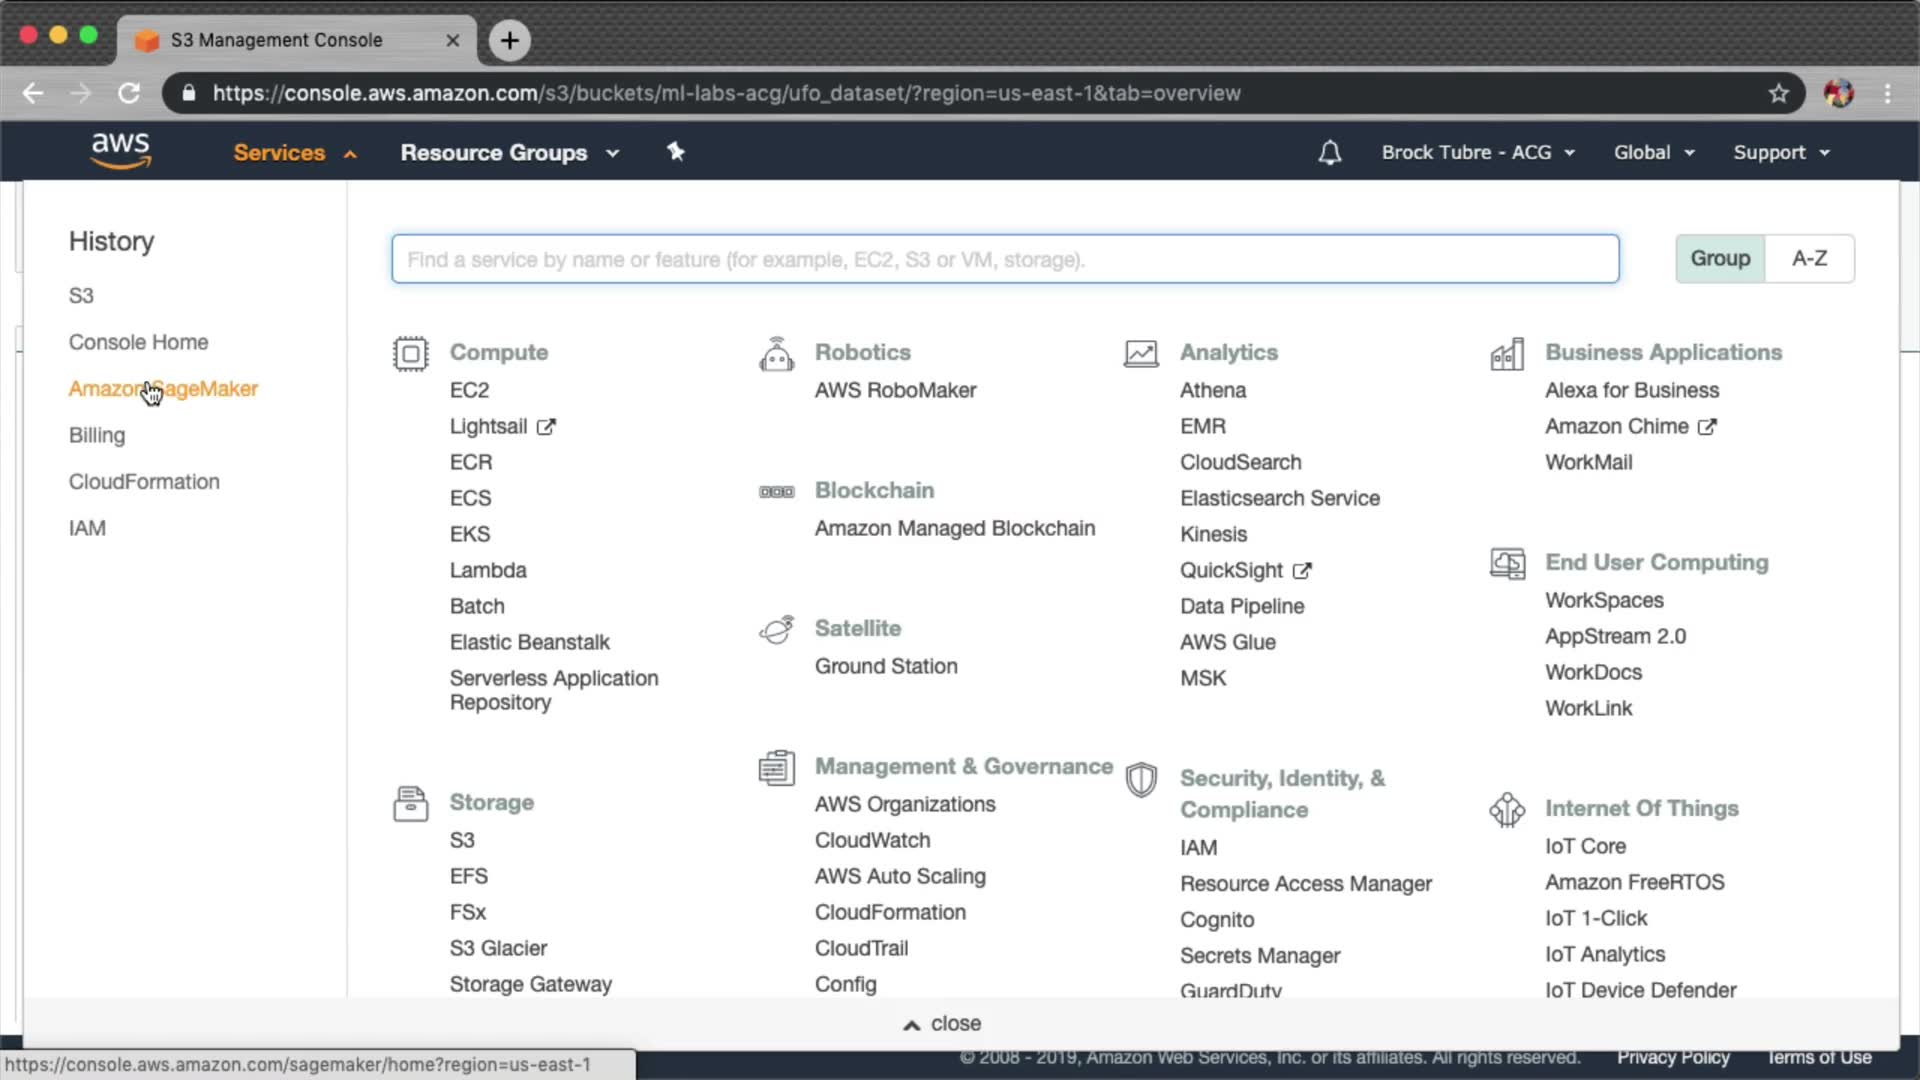 S3 Management Console
https://console.aws.amazon.com/s3/buckets/ml-labs-acg/ufo_dataset/?region=us-east-1&tab=overview
aws
Services
Resource Groups
Brock Tubre - ACG
Global
Support
History
S3
Console Home
Amazon SageMaker
Billing
CloudFormation
IAM
Find a service by name or feature (for example, EC2, S3 or VM, storage).
Group
A-Z
Compute
EC2
Lightsail
ECR
ECS
EKS
Lambda
Batch
Elastic Beanstalk
Serverless Application
Repository
Storage
S3
EFS
FSx
S3 Glacier
Storage Gateway
Robotics
AWS RoboMaker
Blockchain
Amazon Managed Blockchain
Satellite
Ground Station
Management & Governance
AWS Organizations
CloudWatch
AWS Auto Scaling
CloudFormation
CloudTrail
Config
Analytics
Athena
EMR
CloudSearch
Elasticsearch Service
Kinesis
QuickSight
Data Pipeline
AWS Glue
MSK
Security, Identity, &
Compliance
IAM
Resource Access Manager
Cognito
Secrets Manager
GuardDuty
Business Applications
Alexa for Business
Amazon Chime
WorkMail
End User Computing
WorkSpaces
AppStream 2.0
WorkDocs
WorkLink
Internet Of Things
IoT Core
Amazon FreeRTOS
IoT 1-Click
IoT Analytics
IoT Device Defender
close
https://console.aws.amazon.com/sagemaker/home?region=us-east-1
© 2008 - 2019, Amazon Web Services, Inc. or its affiliates. All rights reserved.
Privacy Policy
Terms of Use